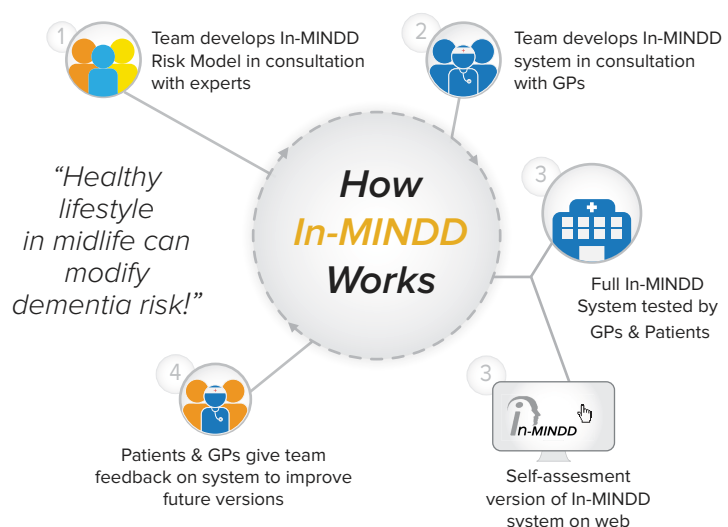 1
Team develops In-MINDD
Risk Model in consultation
with experts
2
Team develops In-MINDD
system in consultation
with GPs
“Healthy
lifestyle
in midlife can
modify
dementia risk!”
How
In-MINDD
Works
3
Full In-MINDD
System tested by
GPs & Patients
3
in-MINDD
Self-assesment
version of In-MINDD
system on web
4
Patients & GPs give team
feedback on system to improve
future versions